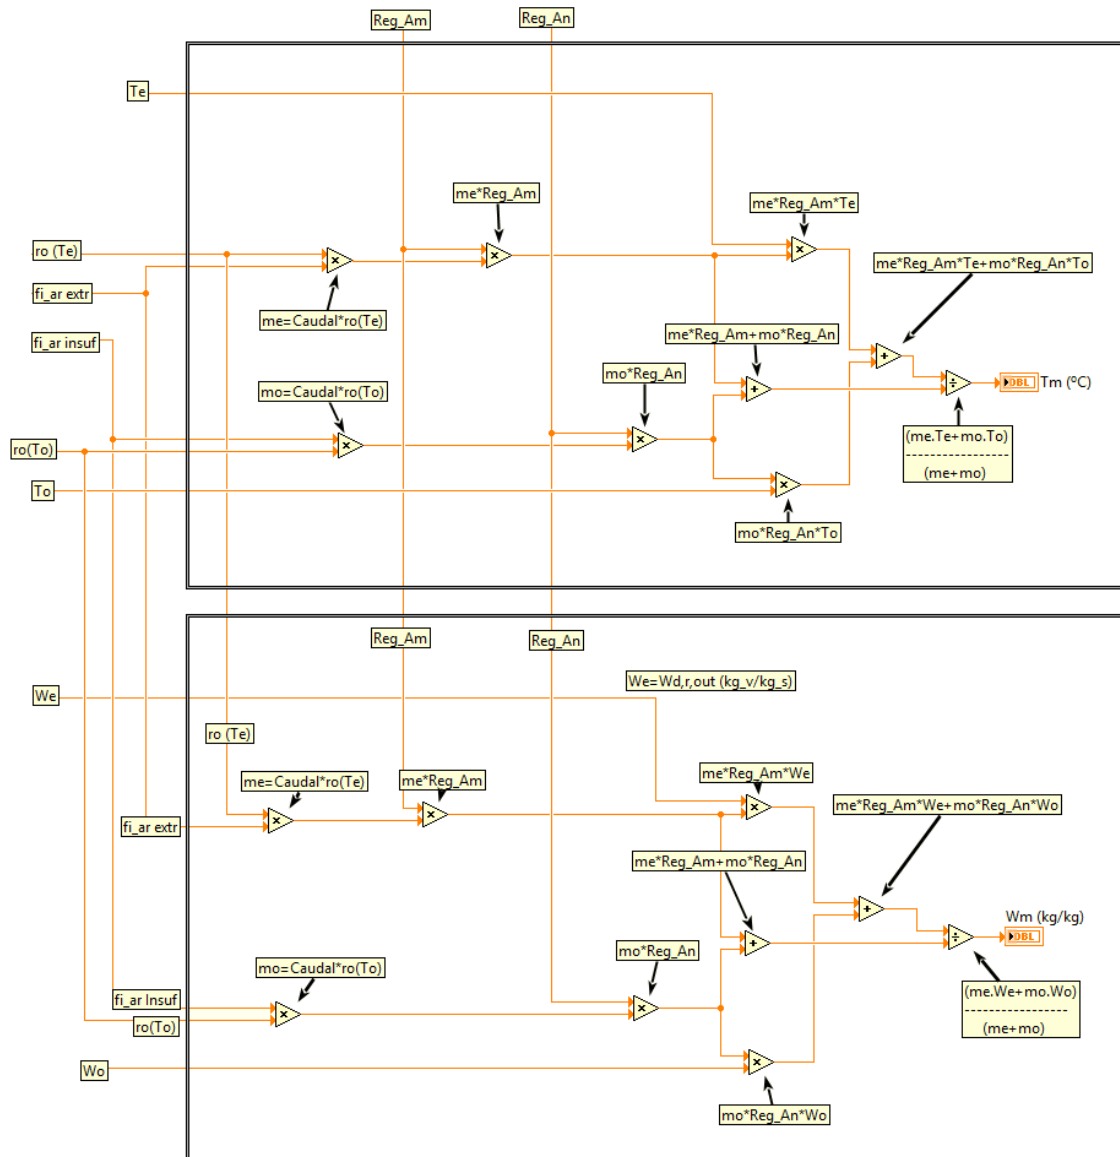 Reg_Am
Reg_An
Te
me*Reg_Am
me*Reg_Am*Te
ro (Te)
me*Reg_Am*Te+mo*Reg_An*To
fi_ar extr
me=Caudal*ro(Te)
me*Reg_Am+mo*Reg_An
fi_ar insuf
mo*Reg_An
mo=Caudal*ro(To)
DBL
Tm (ºC)
ro(To)
(me.Te+mo.To)
---------------------
(me+mo)
To
mo*Reg_An*To
Reg_Am
Reg_An
We=Wd,r,out (kg_v/kg_s)
We
ro (Te)
me=Caudal*ro(Te)
me*Reg_Am
me*Reg_Am*We
me*Reg_Am*We+mo*Reg_An*Wo
fi_ar extr
me*Reg_Am+mo*Reg_An
Wm (kg/kg)
DBL
mo*Reg_An
mo=Caudal*ro(To)
fi_ar Insuf
ro(To)
(me.We+mo.Wo)
---------------------
(me+mo)
Wo
mo*Reg_An*Wo